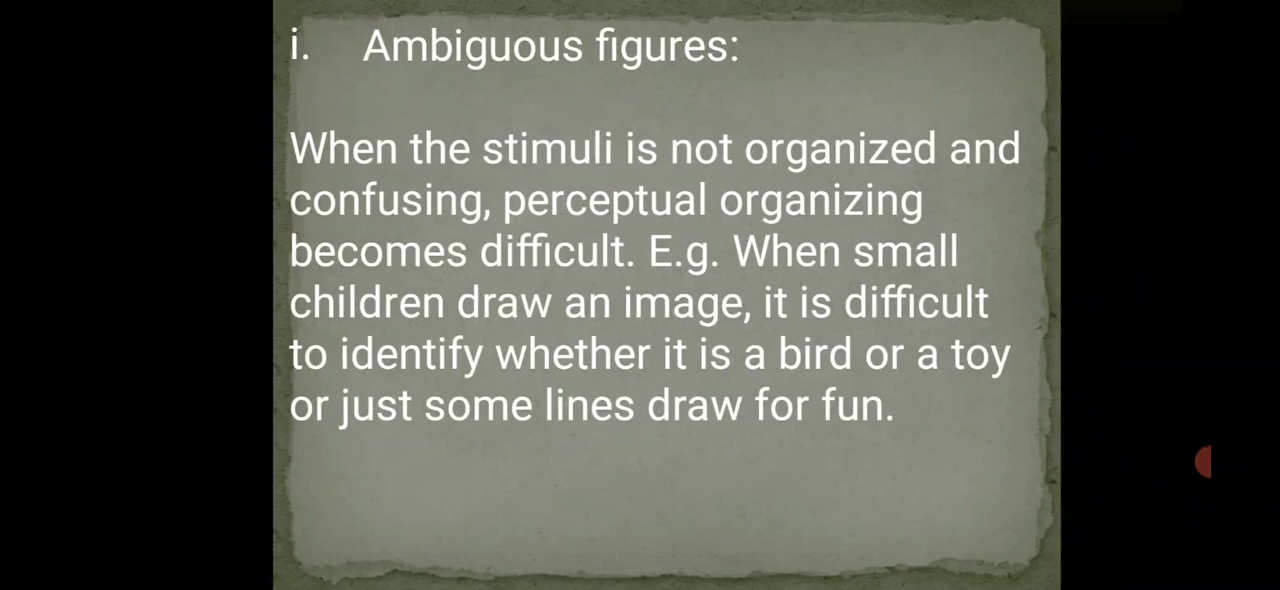 i. Ambiguous figures:
When the stimuli is not organized and
confusing, perceptual organizing
becomes difficult. E.g. When small
children draw an image, it is difficult
to identify whether it is a bird or a toy
or just some lines draw for fun.